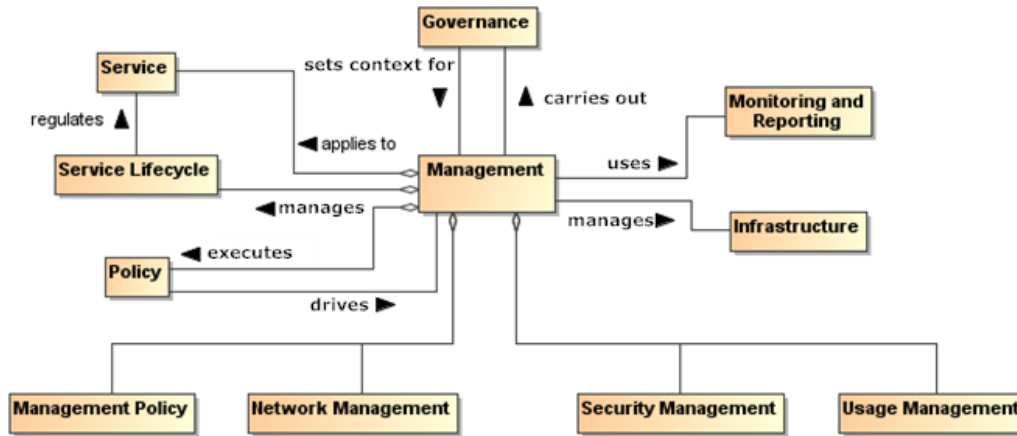 Governance
sets context for
carries out
Service
regulates
applies to
Monitoring and
Reporting
Service Lifecycle
Management
uses
manages
manages
Infrastructure
executes
Policy
drives
Management Policy
Network Management
Security Management
Usage Management